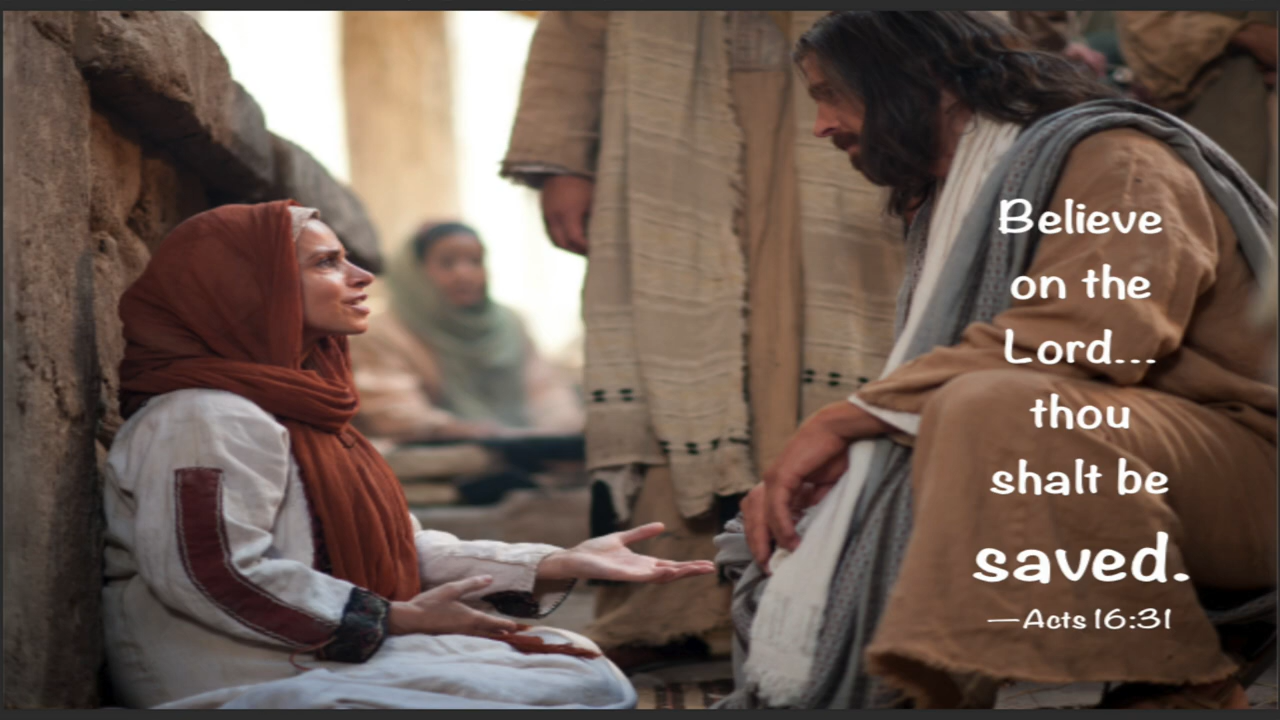 Believe
on the
Lord...
thou
shalt be
saved.
—Acts 16:31